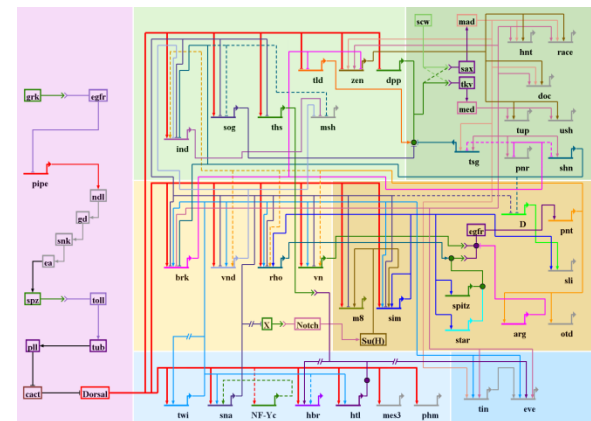 scw mad
hnt race
grk egfr
tld zen dpp
sax
tkv
doc
med
sog ths msh
tup ush
ind
tsg pnr shn
pipe
ndl
gd
snk
ea
D pnt
egfr
brk vnd rho vn
sli
spz toll
spitz
m8 sim
X Notch
star arg otd
Su(H)
pll tub
cact Dorsal
twi sna NF-Yc hbr htl mes3 phm
tin eve